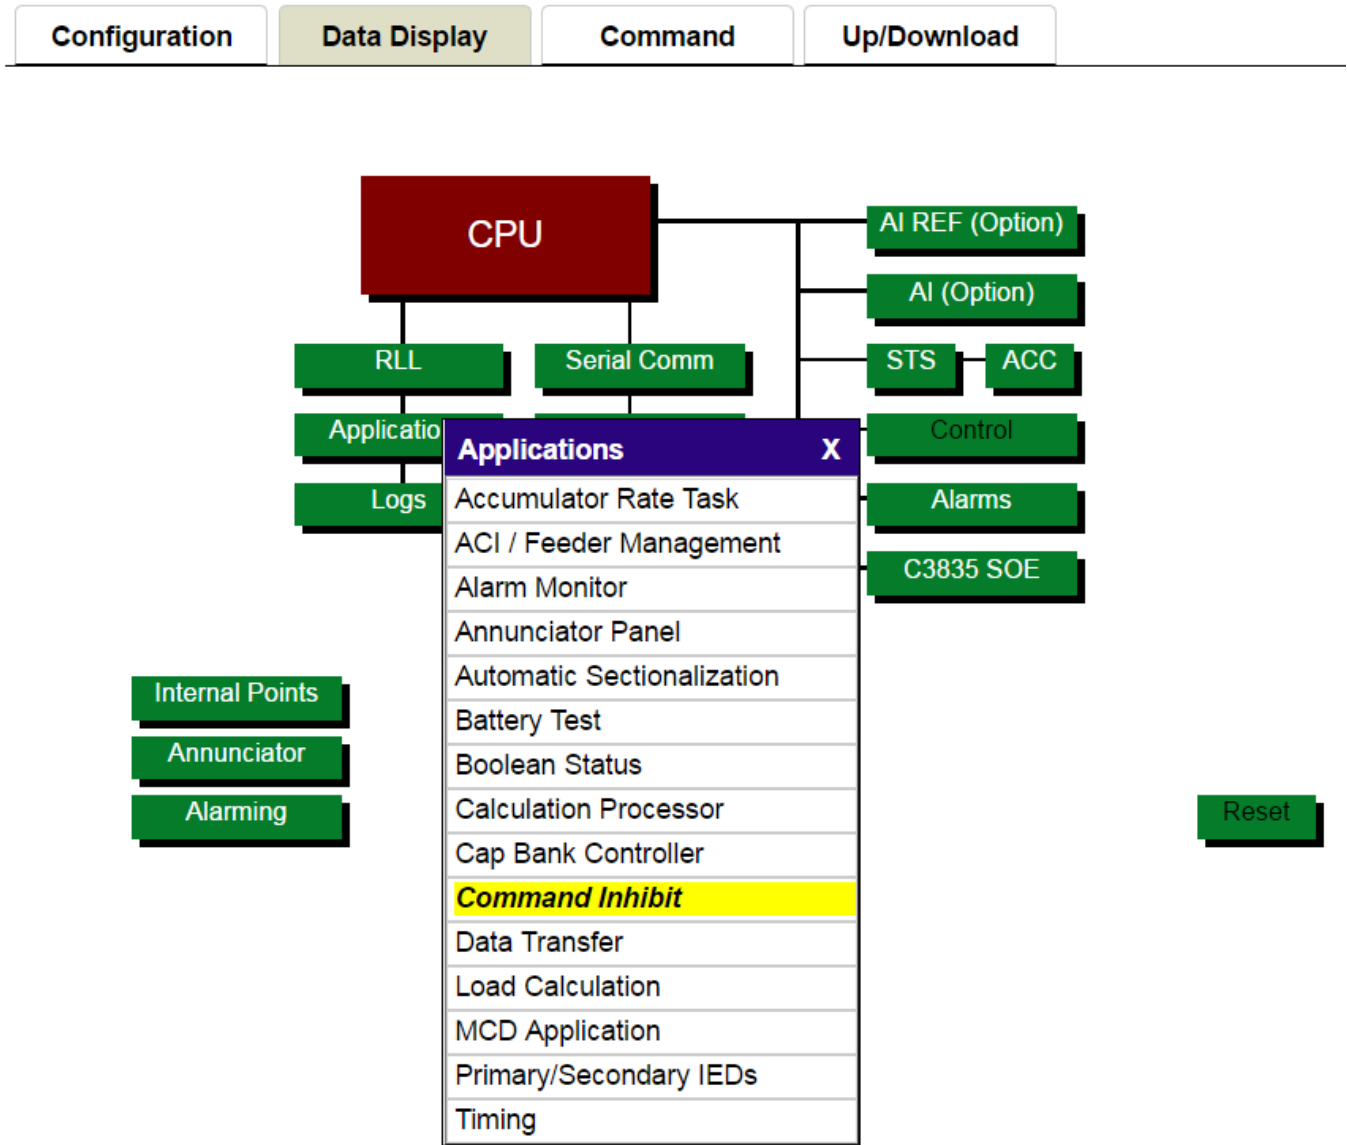 Configuration
Data Display
Command
Up/Download
CPU
AI REF (Option)
AI (Option)
RLL
Serial Comm
STS
ACC
Applicatio
Control
Logs
Alarms
C3835 SOE
Applications X
Accumulator Rate Task
ACI / Feeder Management
Alarm Monitor
Annunciator Panel
Automatic Sectionalization
Battery Test
Boolean Status
Calculation Processor
Cap Bank Controller
Command Inhibit
Data Transfer
Load Calculation
MCD Application
Primary/Secondary IEDs
Timing
Internal Points
Annunciator
Alarming
Reset